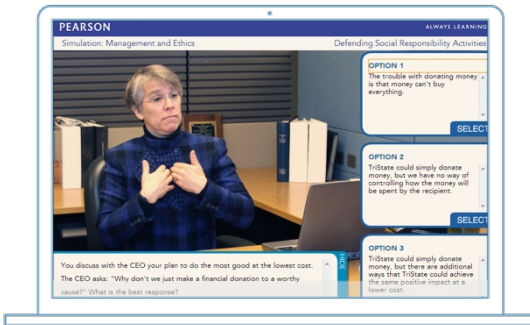 PEARSON
ALWAYS LEARNING
Simulation: Management and Ethics
Defending Social Responsibility Activities
OPTION 1
The trouble with donating money
is that money can't buy
everything.
SELECT
OPTION 2
TriState could simply donate
money, but we have no way of
controlling how the money will
be spent by the recipient.
SELECT
OPTION 3
TriState could simply donate
money, but there are additional
ways that TriState could achieve
the same positive impact at a
lower cost.
HIDE
You discuss with the CEO your plan to do the most good at the lowest cost.
The CEO asks: "Why don't we just make a financial donation to a worthy
cause?" What is the best response?